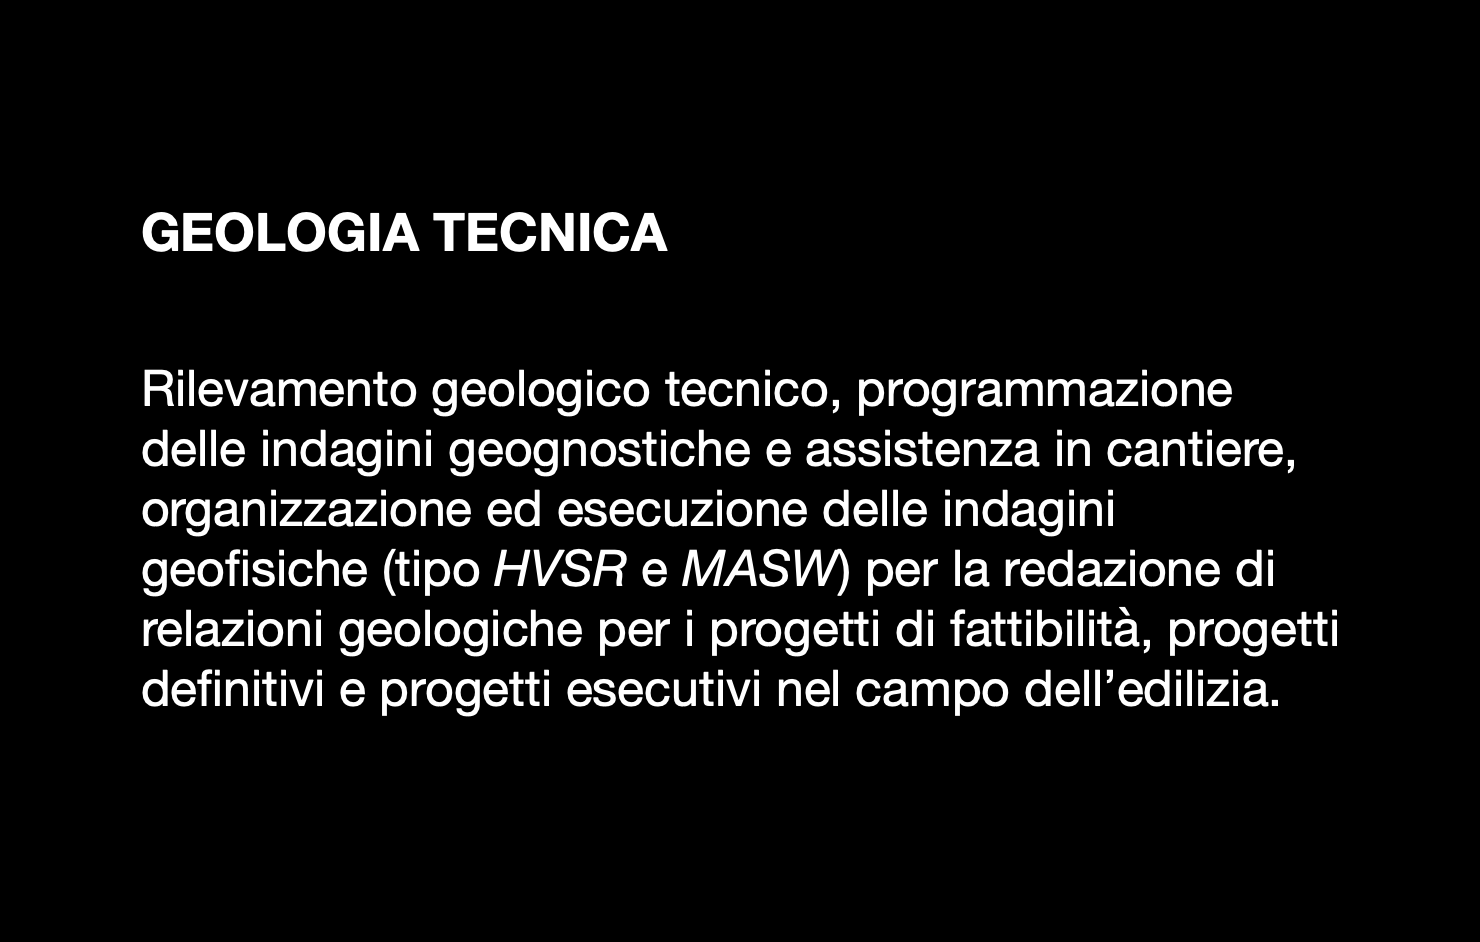 GEOLOGIA TECNICA
Rilevamento geologico tecnico, programmazione
delle indagini geognostiche e assistenza in cantiere,
organizzazione ed esecuzione delle indagini
geofisiche (tipo HVSR e MASW) per la redazione di
relazioni geologiche per i progetti di fattibilità, progetti
definitivi e progetti esecutivi nel campo dell’edilizia.